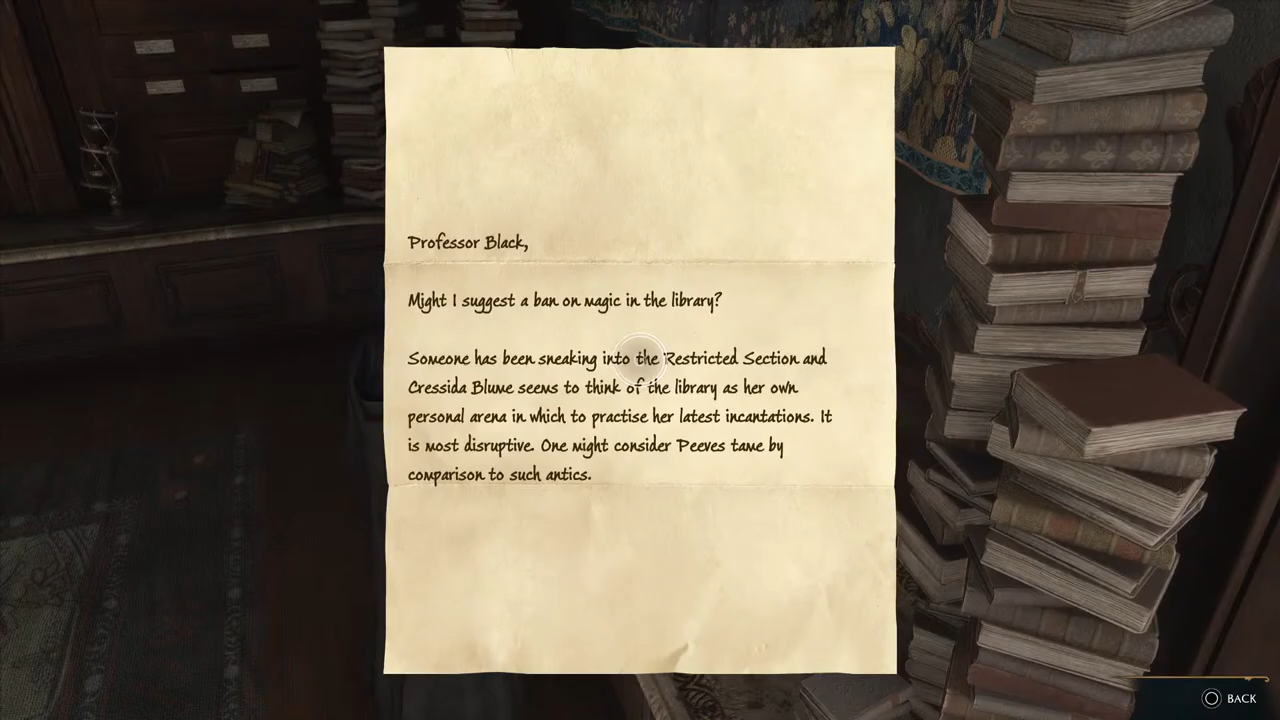 Professor Black,
Might I suggest a ban on magic in the library?
Someone has been sneaking into the Restricted Section and
Cressida Blume seems to think of the library as her own
personal arena in which to practise her latest incantations. It
is most disruptive. One might consider Peeves tame by
comparison to such antics.
BACK